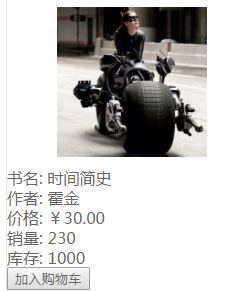 书名: 时间简史
作者: 霍金
价格: ￥30.00
销量: 230
库存: 1000
加入购物车